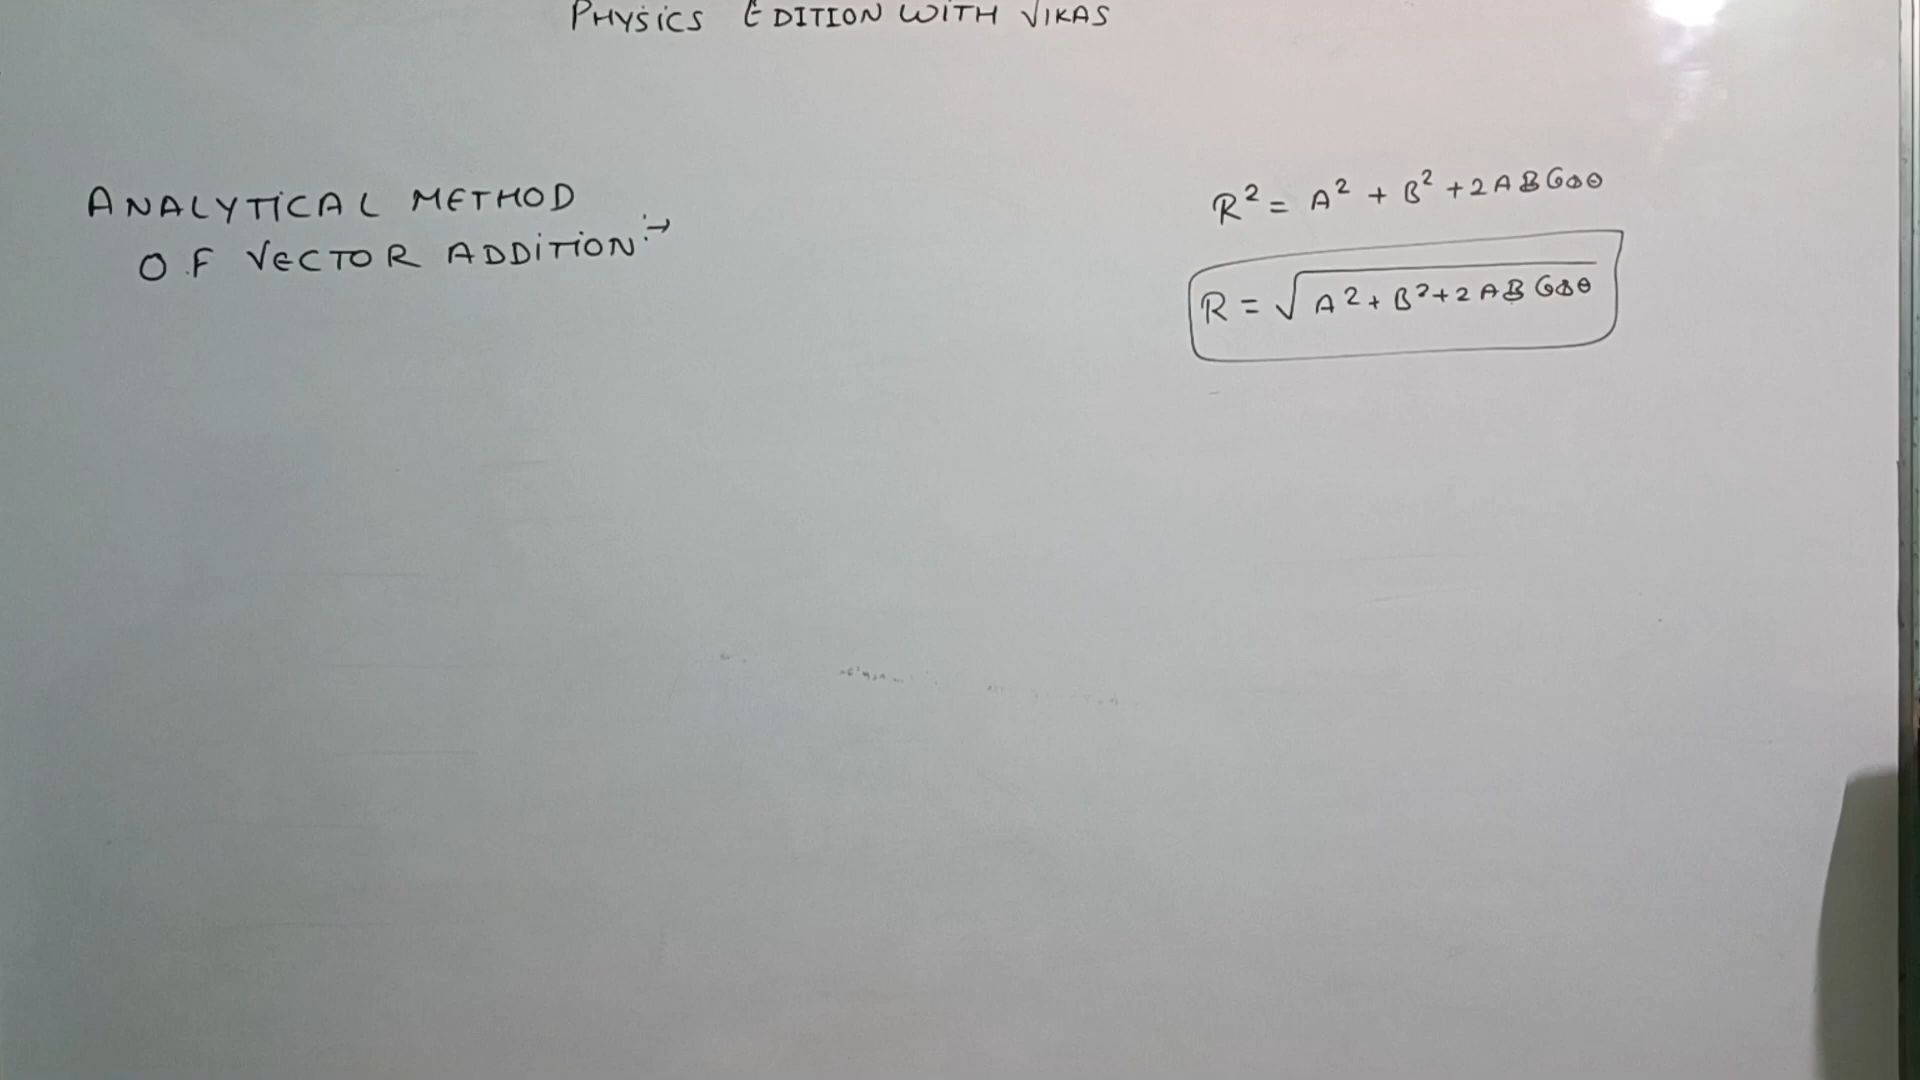 PHYSICS EDITION WITH VIKAS
ANALYTICAL METHOD
OF VECTOR ADDITION:→
R² = A² + B² + 2AB Cosθ
R = √A² + B² + 2AB Cosθ